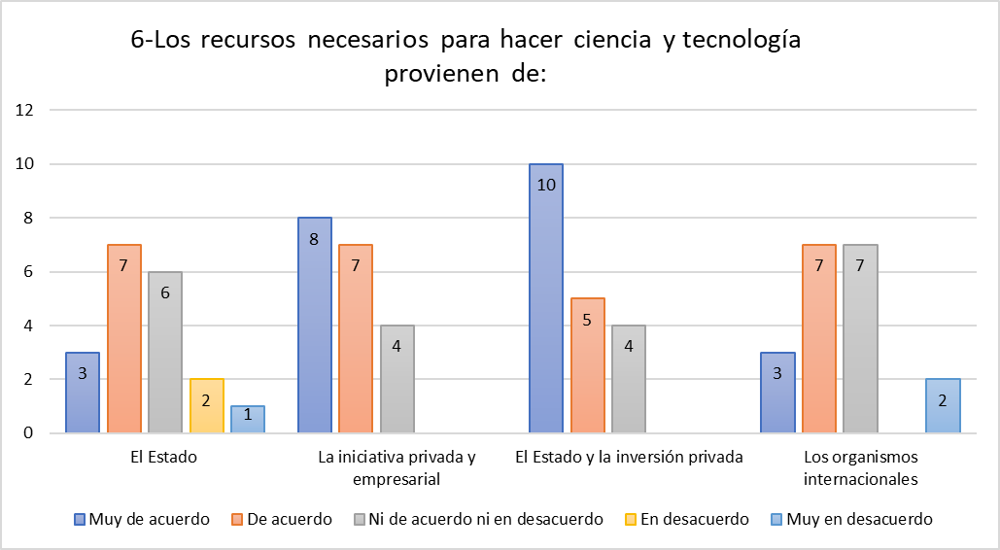 6-Los recursos necesarios para hacer ciencia y tecnología
provienen de:
12
10
8
6
4
2
0
3
7
6
2
1
8
7
4
10
5
4
3
7
7
2
El Estado
La iniciativa privada y
empresarial
El Estado y la inversión privada
Los organismos
internacionales
Muy de acuerdo
De acuerdo
Ni de acuerdo ni en desacuerdo
En desacuerdo
Muy en desacuerdo